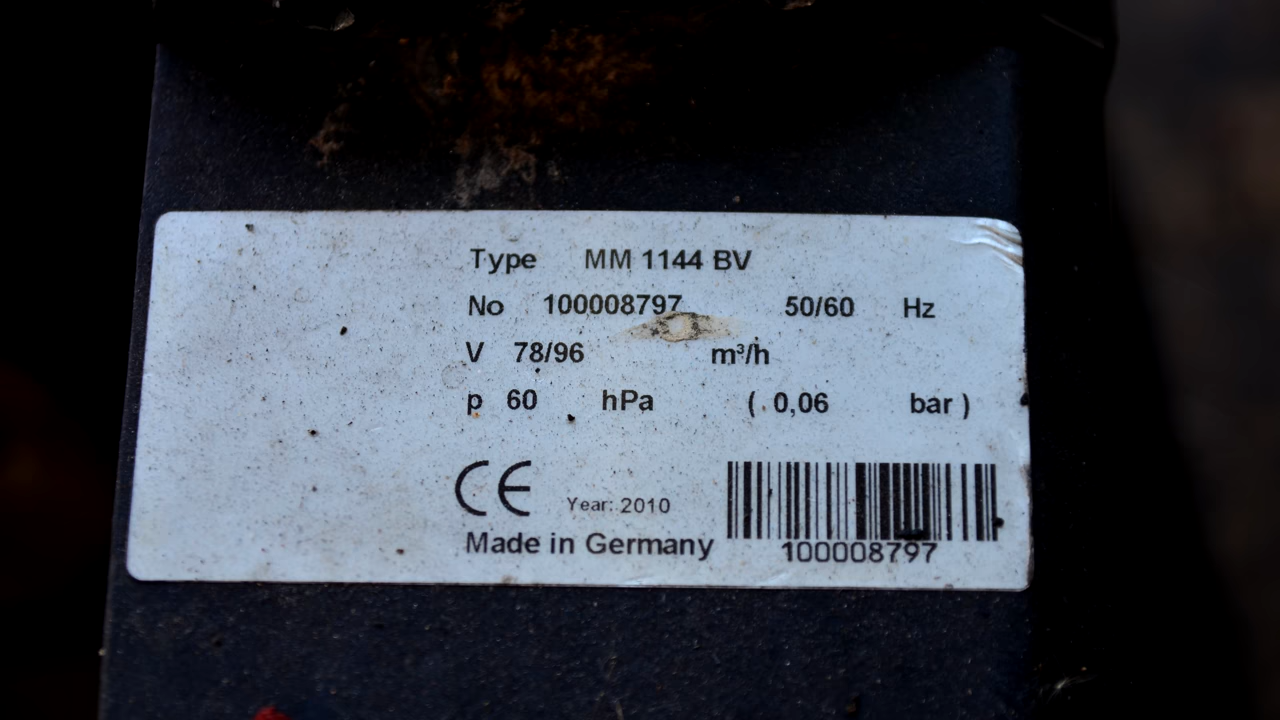 Type MM 1144 BV
No 100008797 50/60 Hz
V 78/96 m³/h
p 60 hPa ( 0,06 bar )
CE Year: 2010
Made in Germany
100008797